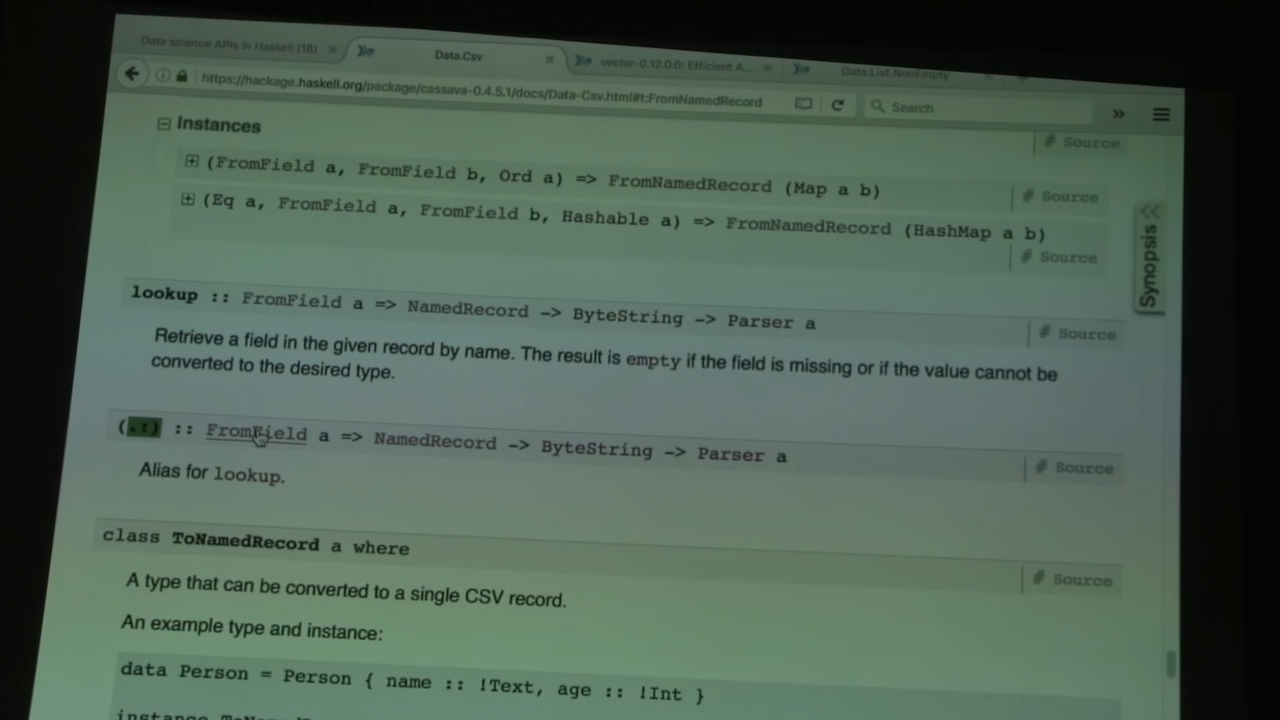 Data science APIs in Haskell (18)
Data.Csv
vector-0.12.0.0: Efficient A...
Data.List.NonEmpty
https://hackage.haskell.org/package/cassava-0.4.5.1/docs/Data-Csv.html#t:FromNamedRecord
Search
Instances
# Source
(FromField a, FromField b, Ord a) => FromNamedRecord (Map a b)
# Source
(Eq a, FromField a, FromField b, Hashable a) => FromNamedRecord (HashMap a b)
# Source
Synopsis
lookup :: FromField a => NamedRecord -> ByteString -> Parser a
# Source
Retrieve a field in the given record by name. The result is empty if the field is missing or if the value cannot be
converted to the desired type.
(.:) :: FromField a => NamedRecord -> ByteString -> Parser a
# Source
Alias for lookup.
class ToNamedRecord a where
# Source
A type that can be converted to a single CSV record.
An example type and instance:
data Person = Person { name :: !Text, age :: !Int }
instance